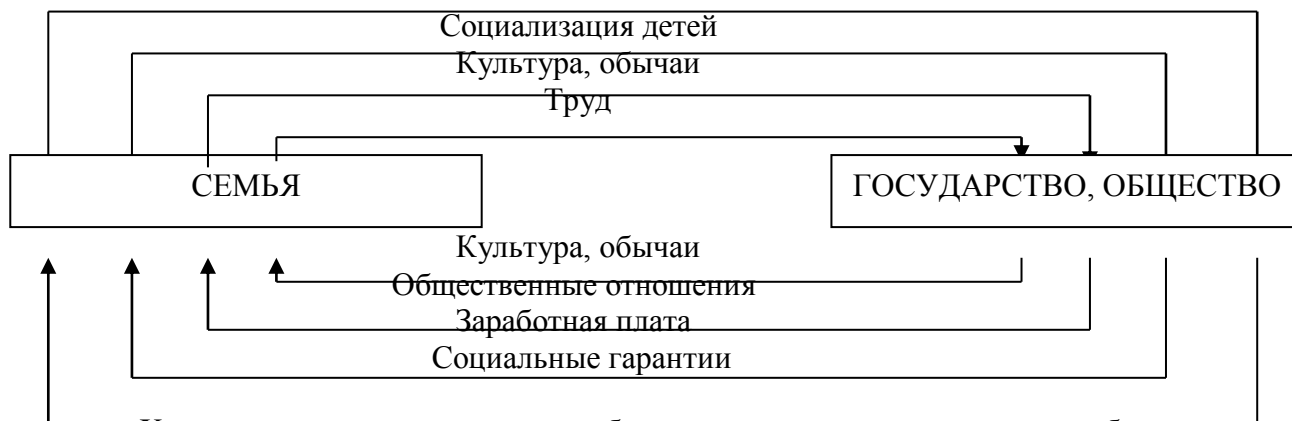 Социализация детей
Культура, обычаи
Труд
СЕМЬЯ
ГОСУДАРСТВО, ОБЩЕСТВО
Культура, обычаи
Общественные отношения
Заработная плата
Социальные гарантии